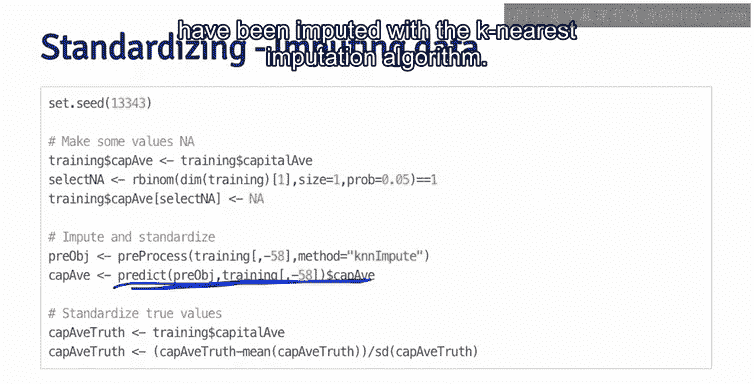 have been imputed with the k-nearest
imputation algorithm.
Standardizing - Imputing data
set.seed(13343)
# Make some values NA
training$capAve <- training$capitalAve
selectNA <- rbinom(dim(training)[1],size=1,prob=0.05)==1
training$capAve[selectNA] <- NA
# Impute and standardize
preObj <- preProcess(training[,-58],method="knnImpute")
capAve <- predict(preObj,training[,-58])$capAve
# Standardize true values
capAveTruth <- training$capitalAve
capAveTruth <- (capAveTruth-mean(capAveTruth))/sd(capAveTruth)